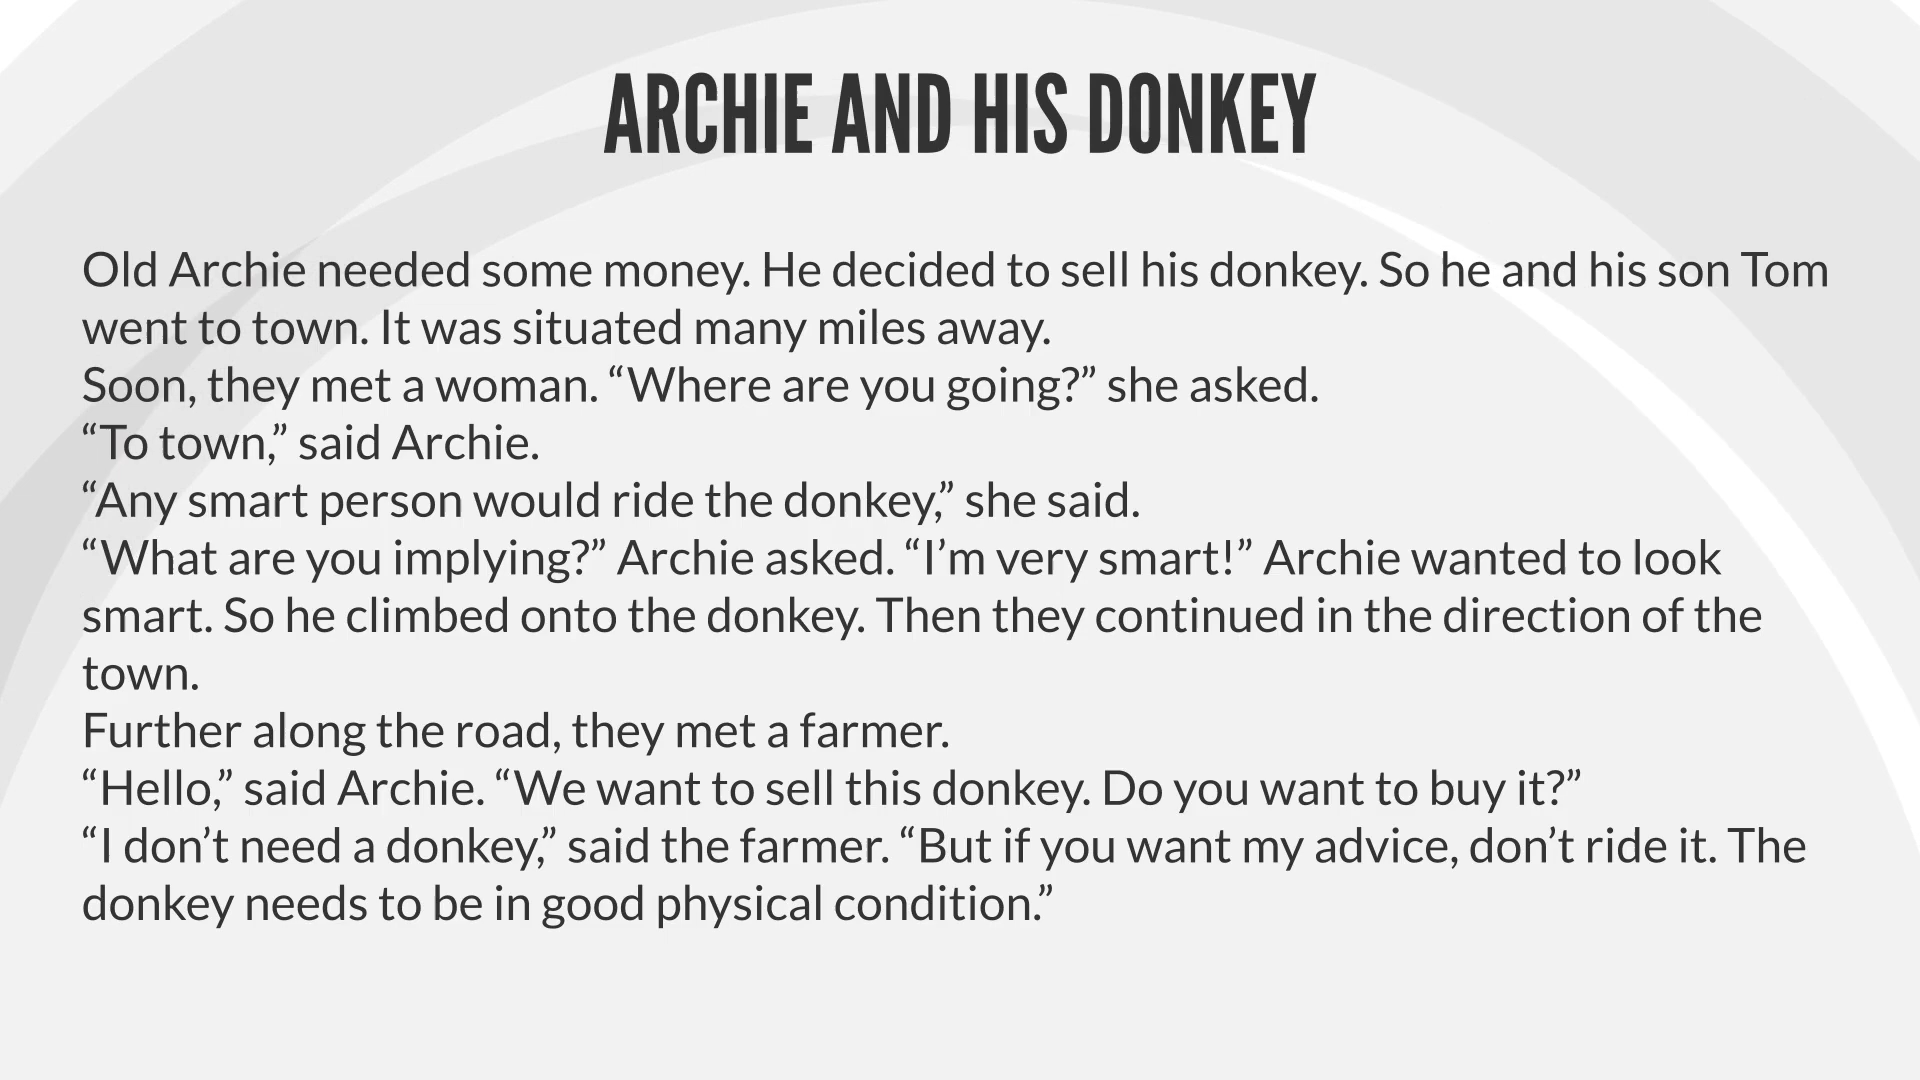 ARCHIE AND HIS DONKEY
Old Archie needed some money. He decided to sell his donkey. So he and his son Tom
went to town. It was situated many miles away.
Soon, they met a woman. “Where are you going?” she asked.
“To town,” said Archie.
“Any smart person would ride the donkey,” she said.
“What are you implying?” Archie asked. “I’m very smart!” Archie wanted to look
smart. So he climbed onto the donkey. Then they continued in the direction of the
town.
Further along the road, they met a farmer.
“Hello,” said Archie. “We want to sell this donkey. Do you want to buy it?”
“I don’t need a donkey,” said the farmer. “But if you want my advice, don’t ride it. The
donkey needs to be in good physical condition.”